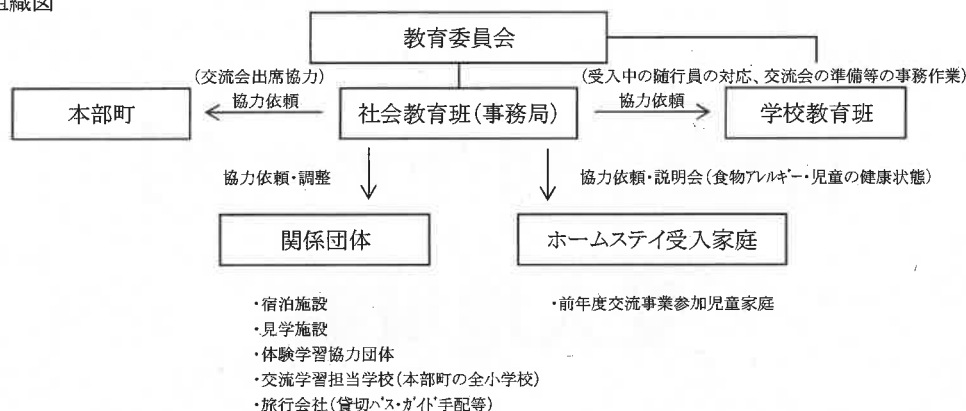 組織図
教育委員会
(交流会出席協力)
(受入中の随行員の対応、交流会の準備等の事務作業)
協力依頼
協力依頼
本部町
社会教育班(事務局)
学校教育班
協力依頼・調整
協力依頼・説明会(食物アレルギー・児童の健康状態)
関係団体
ホームステイ受入家庭
・宿泊施設
・前年度交流事業参加児童家庭
・見学施設
・体験学習協力団体
・交流学習担当学校(本部町の全小学校)
・旅行会社(貸切バス・ガイド手配等)